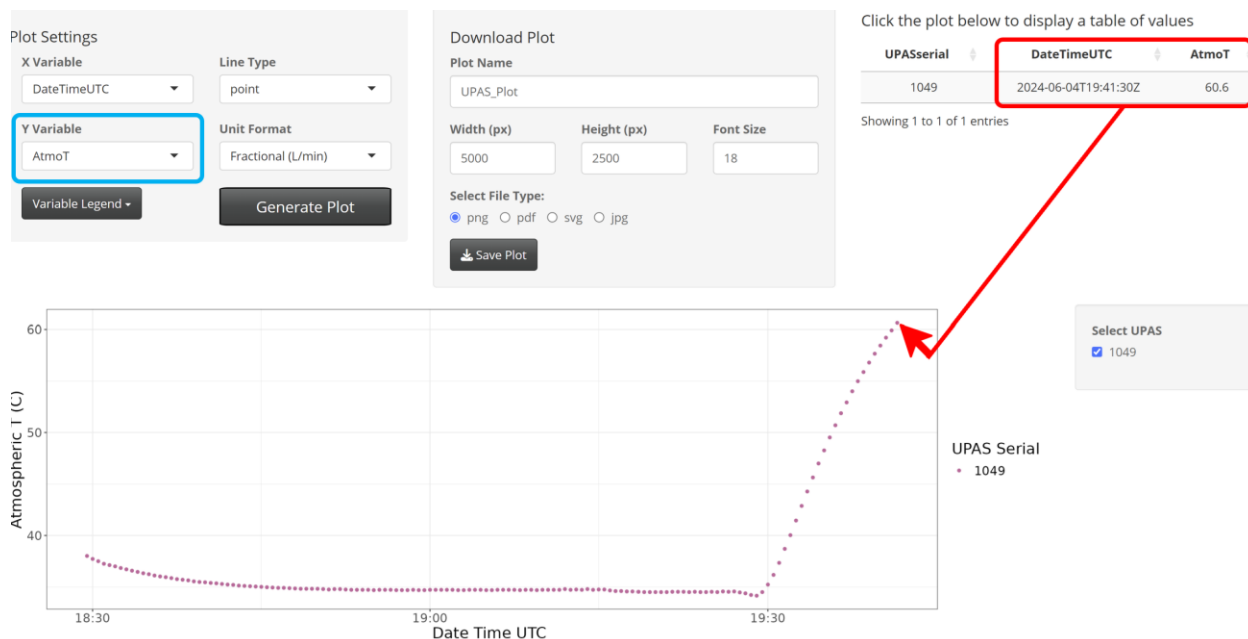 Plot Settings
X Variable
Line Type
DateTimeUTC
point
Y Variable
Unit Format
AtmoT
Fractional (L/min)
Variable Legend
Generate Plot
Download Plot
Plot Name
UPAS_Plot
Width (px)
Height (px)
Font Size
5000
2500
18
Select File Type:
png
pdf
svg
jpg
Save Plot
Click the plot below to display a table of values
UPASserial
DateTimeUTC
AtmoT
1049
2024-06-04T19:41:30Z
60.6
Showing 1 to 1 of 1 entries
60
50
40
Atmospheric T (C)
18:30
19:00
19:30
Date Time UTC
UPAS Serial
1049
Select UPAS
1049